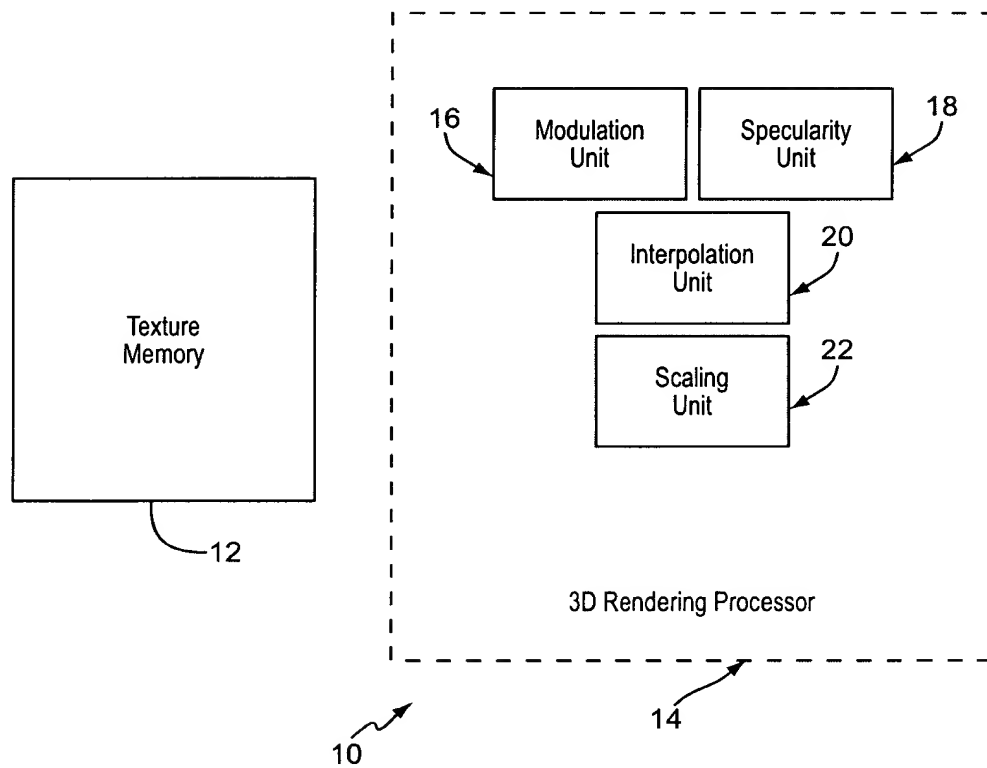 16
Modulation
Unit
Specularity
Unit
18
Texture
Memory
Interpolation
Unit
20
Scaling
Unit
22
12
3D Rendering Processor
14
10